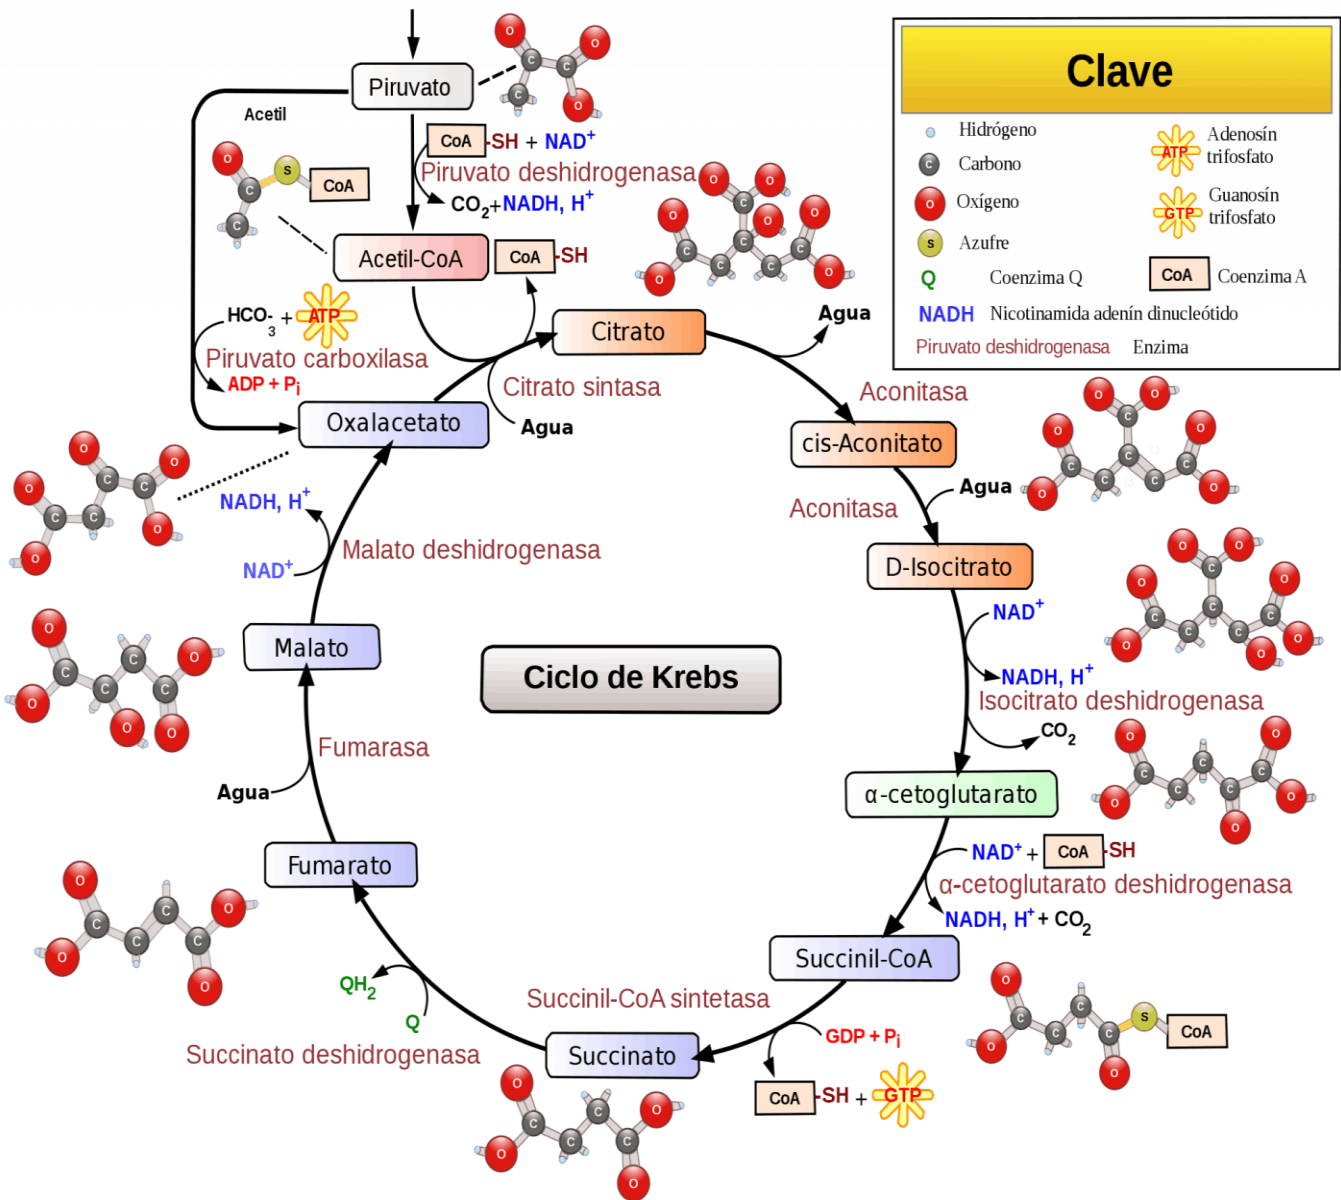 Piruvato
Acetil
CoA -SH + NAD+
Piruvato deshidrogenasa
CO2+NADH, H+
S
CoA
Acetil-CoA
CoA -SH
HCO3- + ATP
Piruvato carboxilasa
ADP + Pi
Citrato
Agua
Citrato sintasa
Agua
Oxalacetato
Aconitasa
cis-Aconitato
Aconitasa
Agua
D-Isocitrato
NAD+
NADH, H+
Isocitrato deshidrogenasa
CO2
α-cetoglutarato
NAD+ + CoA -SH
α-cetoglutarato deshidrogenasa
NADH, H+ + CO2
Succinil-CoA
S
CoA
Succinil-CoA sintetasa
GDP + Pi
CoA -SH + GTP
Succinato
Succinato deshidrogenasa
Q
QH2
Fumarato
Agua
Fumarasa
Malato
NAD+
Malato deshidrogenasa
NADH, H+
Ciclo de Krebs
Clave
Hidrógeno
C Carbono
O Oxígeno
S Azufre
Q Coenzima Q
ATP Adenosín
trifosfato
GTP Guanosín
trifosfato
CoA Coenzima A
NADH Nicotinamida adenín dinucleótido
Piruvato deshidrogenasa Enzima